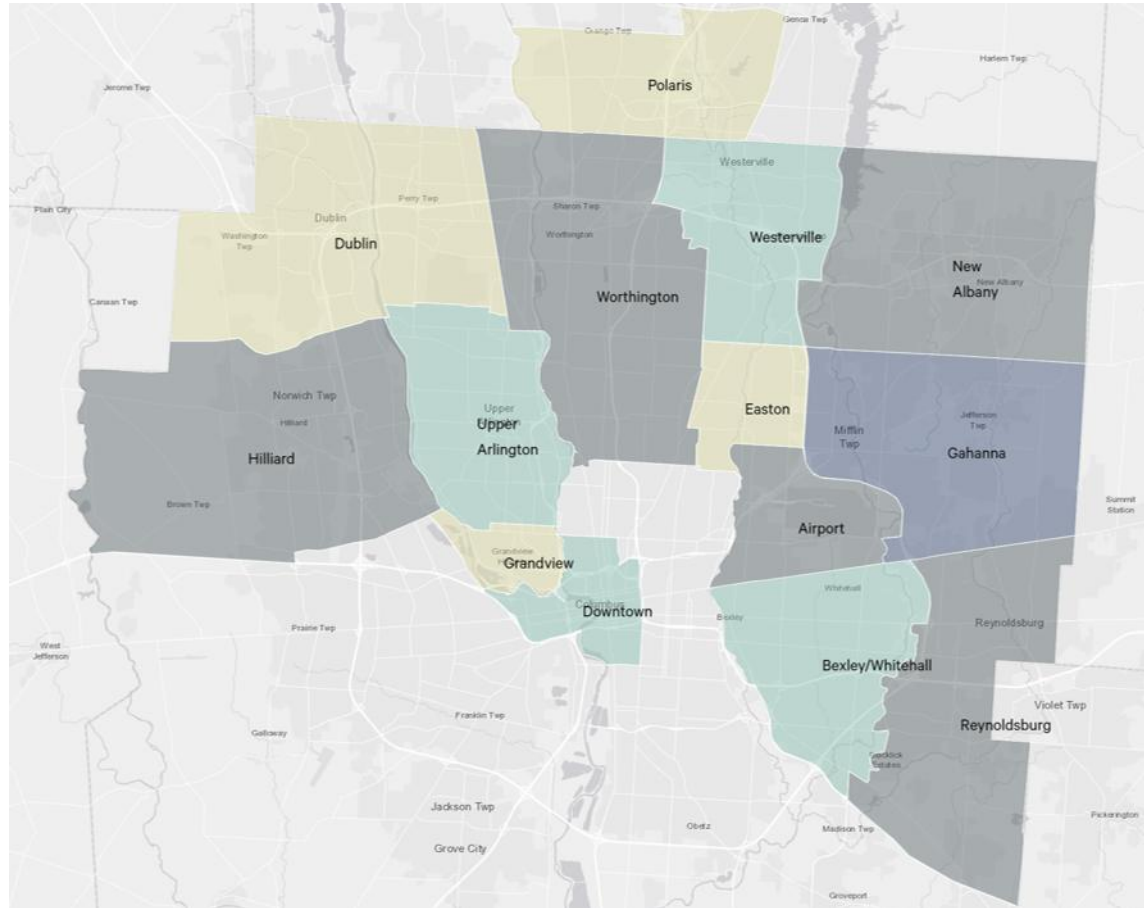 Genoa Twp
Orange Twp
Harlem Twp
Polaris
Jerome Twp
Westerville
Perry Twp
Plain City
Sharon Twp
Dublin
Washington
Twp
Dublin
Worthington
Westerville
New
Albany
New Albany
Canaan Twp
Worthington
Norwich Twp
Hilliard
Upper
Easton
Upper
Arlington
Mifflin
Twp
Jefferson
Twp
Gahanna
Hilliard
Brown Twp
Summit
Station
Airport
Grandview
Grandview
Whitehall
Columbus
Downtown
Bexley
Prairie Twp
Reynoldsburg
West
Jefferson
Bexley/Whitehall
Violet Twp
Franklin Twp
Reynoldsburg
Galloway
Estates
Jackson Twp
Pickerington
Obetz
Madison Twp
Grove City
Groveport